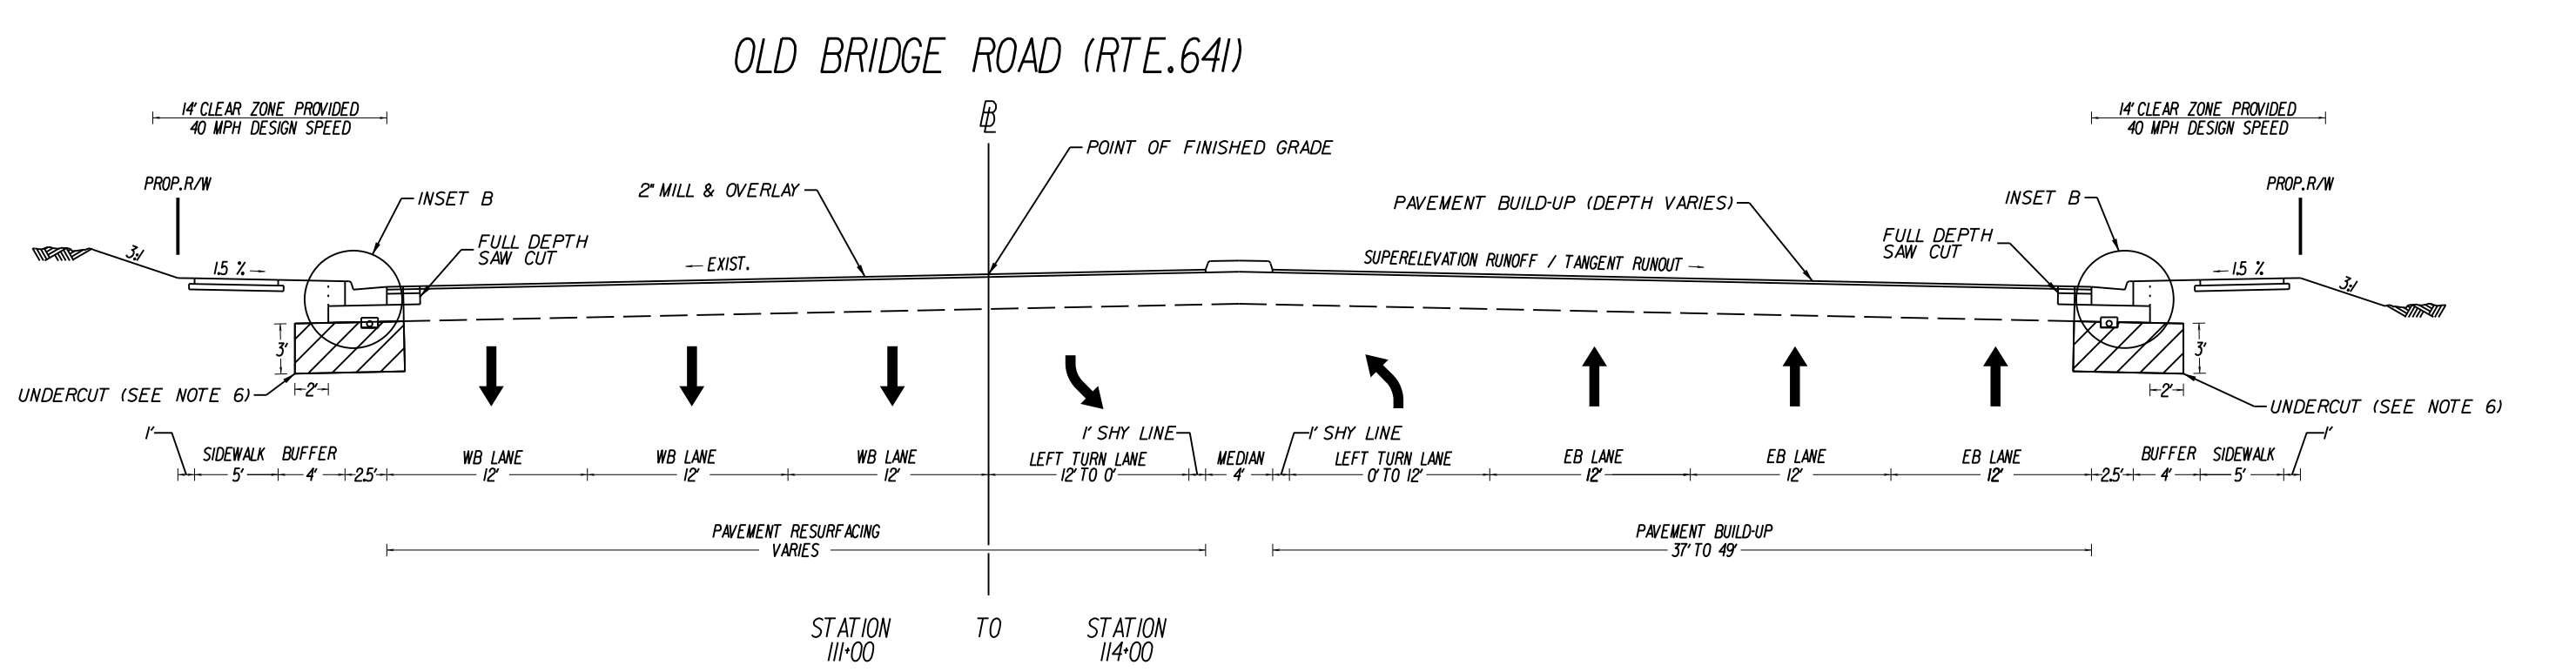 OLD BRIDGE ROAD (RTE. 641)
14' CLEAR ZONE PROVIDED
40 MPH DESIGN SPEED
BL
14' CLEAR ZONE PROVIDED
40 MPH DESIGN SPEED
POINT OF FINISHED GRADE
PROP. R/W
2" MILL & OVERLAY
INSET B
PAVEMENT BUILD-UP (DEPTH VARIES)
INSET B
PROP. R/W
FULL DEPTH
SAW CUT
FULL DEPTH
SAW CUT
3:1
1.5 %
EXIST.
SUPERELEVATION RUNOFF / TANGENT RUNOUT
1.5 %
3:1
3'
3'
2'
2'
UNDERCUT (SEE NOTE 6)
UNDERCUT (SEE NOTE 6)
1'
1' SHY LINE
1' SHY LINE
1'
SIDEWALK
5'
BUFFER
4'
2.5'
WB LANE
12'
WB LANE
12'
WB LANE
12'
LEFT TURN LANE
12' TO 0'
MEDIAN
4'
LEFT TURN LANE
0' TO 12'
EB LANE
12'
EB LANE
12'
EB LANE
12'
2.5'
BUFFER
4'
SIDEWALK
5'
PAVEMENT RESURFACING
VARIES
PAVEMENT BUILD-UP
37' TO 49'
STATION
111+00
TO
STATION
114+00